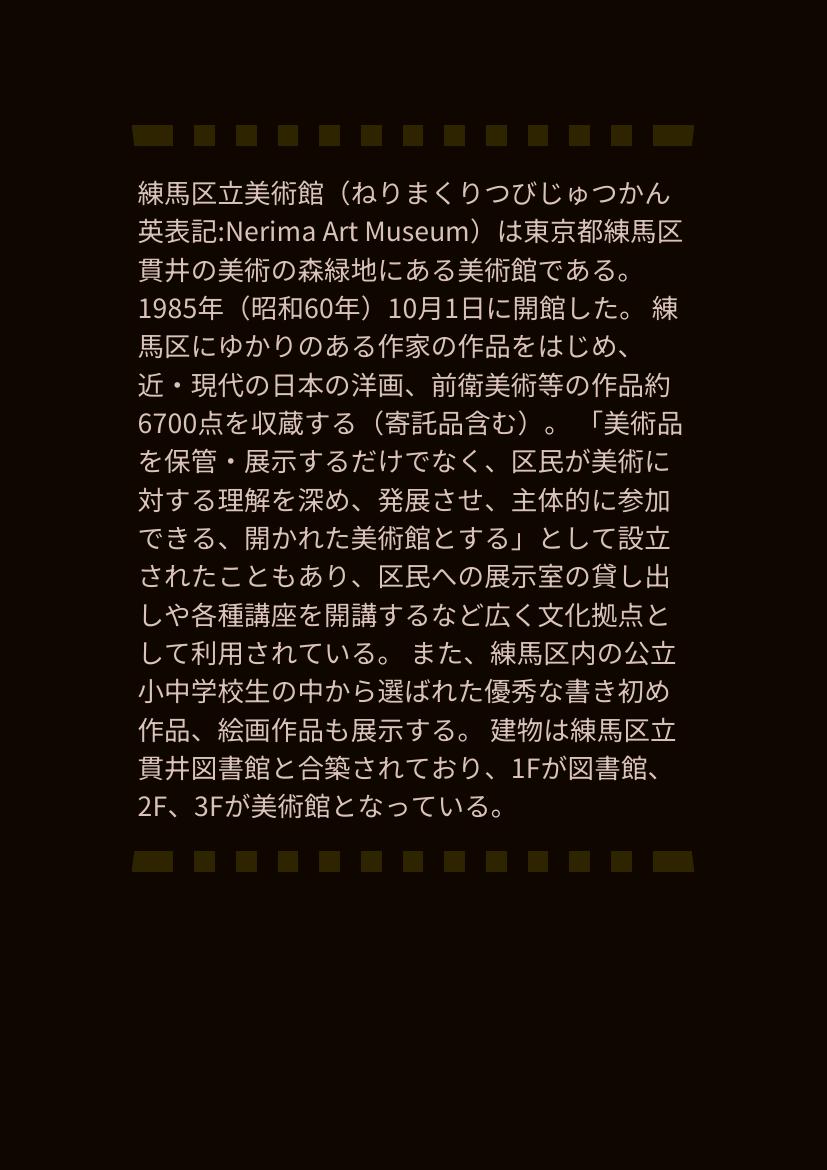 練馬区立美術館（ねりまくりつびじゅつかん
英表記:Nerima Art Museum）は東京都練馬区
貫井の美術の森緑地にある美術館である。
1985年（昭和60年）10月1日に開館した。 練
馬区にゆかりのある作家の作品をはじめ、
近・現代の日本の洋画、前衛美術等の作品約
6700点を収蔵する（寄託品含む）。 「美術品
を保管・展示するだけでなく、区民が美術に
対する理解を深め、発展させ、主体的に参加
できる、開かれた美術館とする」として設立
されたこともあり、区民への展示室の貸し出
しや各種講座を開講するなど広く文化拠点と
して利用されている。 また、練馬区内の公立
小中学校生の中から選ばれた優秀な書き初め
作品、絵画作品も展示する。 建物は練馬区立
貫井図書館と合築されており、1Fが図書館、
2F、3Fが美術館となっている。